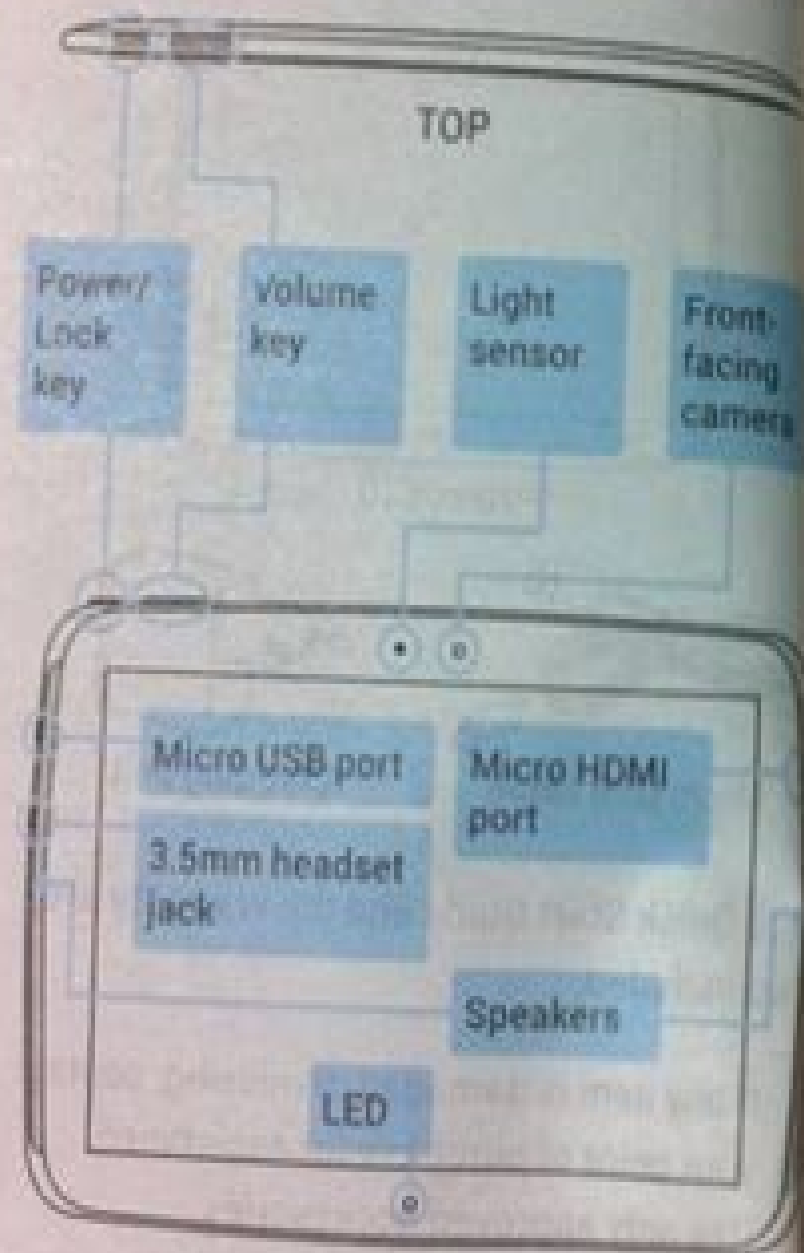 TOP
Power/
Lock
key
Volume
key
Light
sensor
Front-
facing
camera
Micro USB port
Micro HDMI
port
3.5mm headset
jack
Speakers
LED